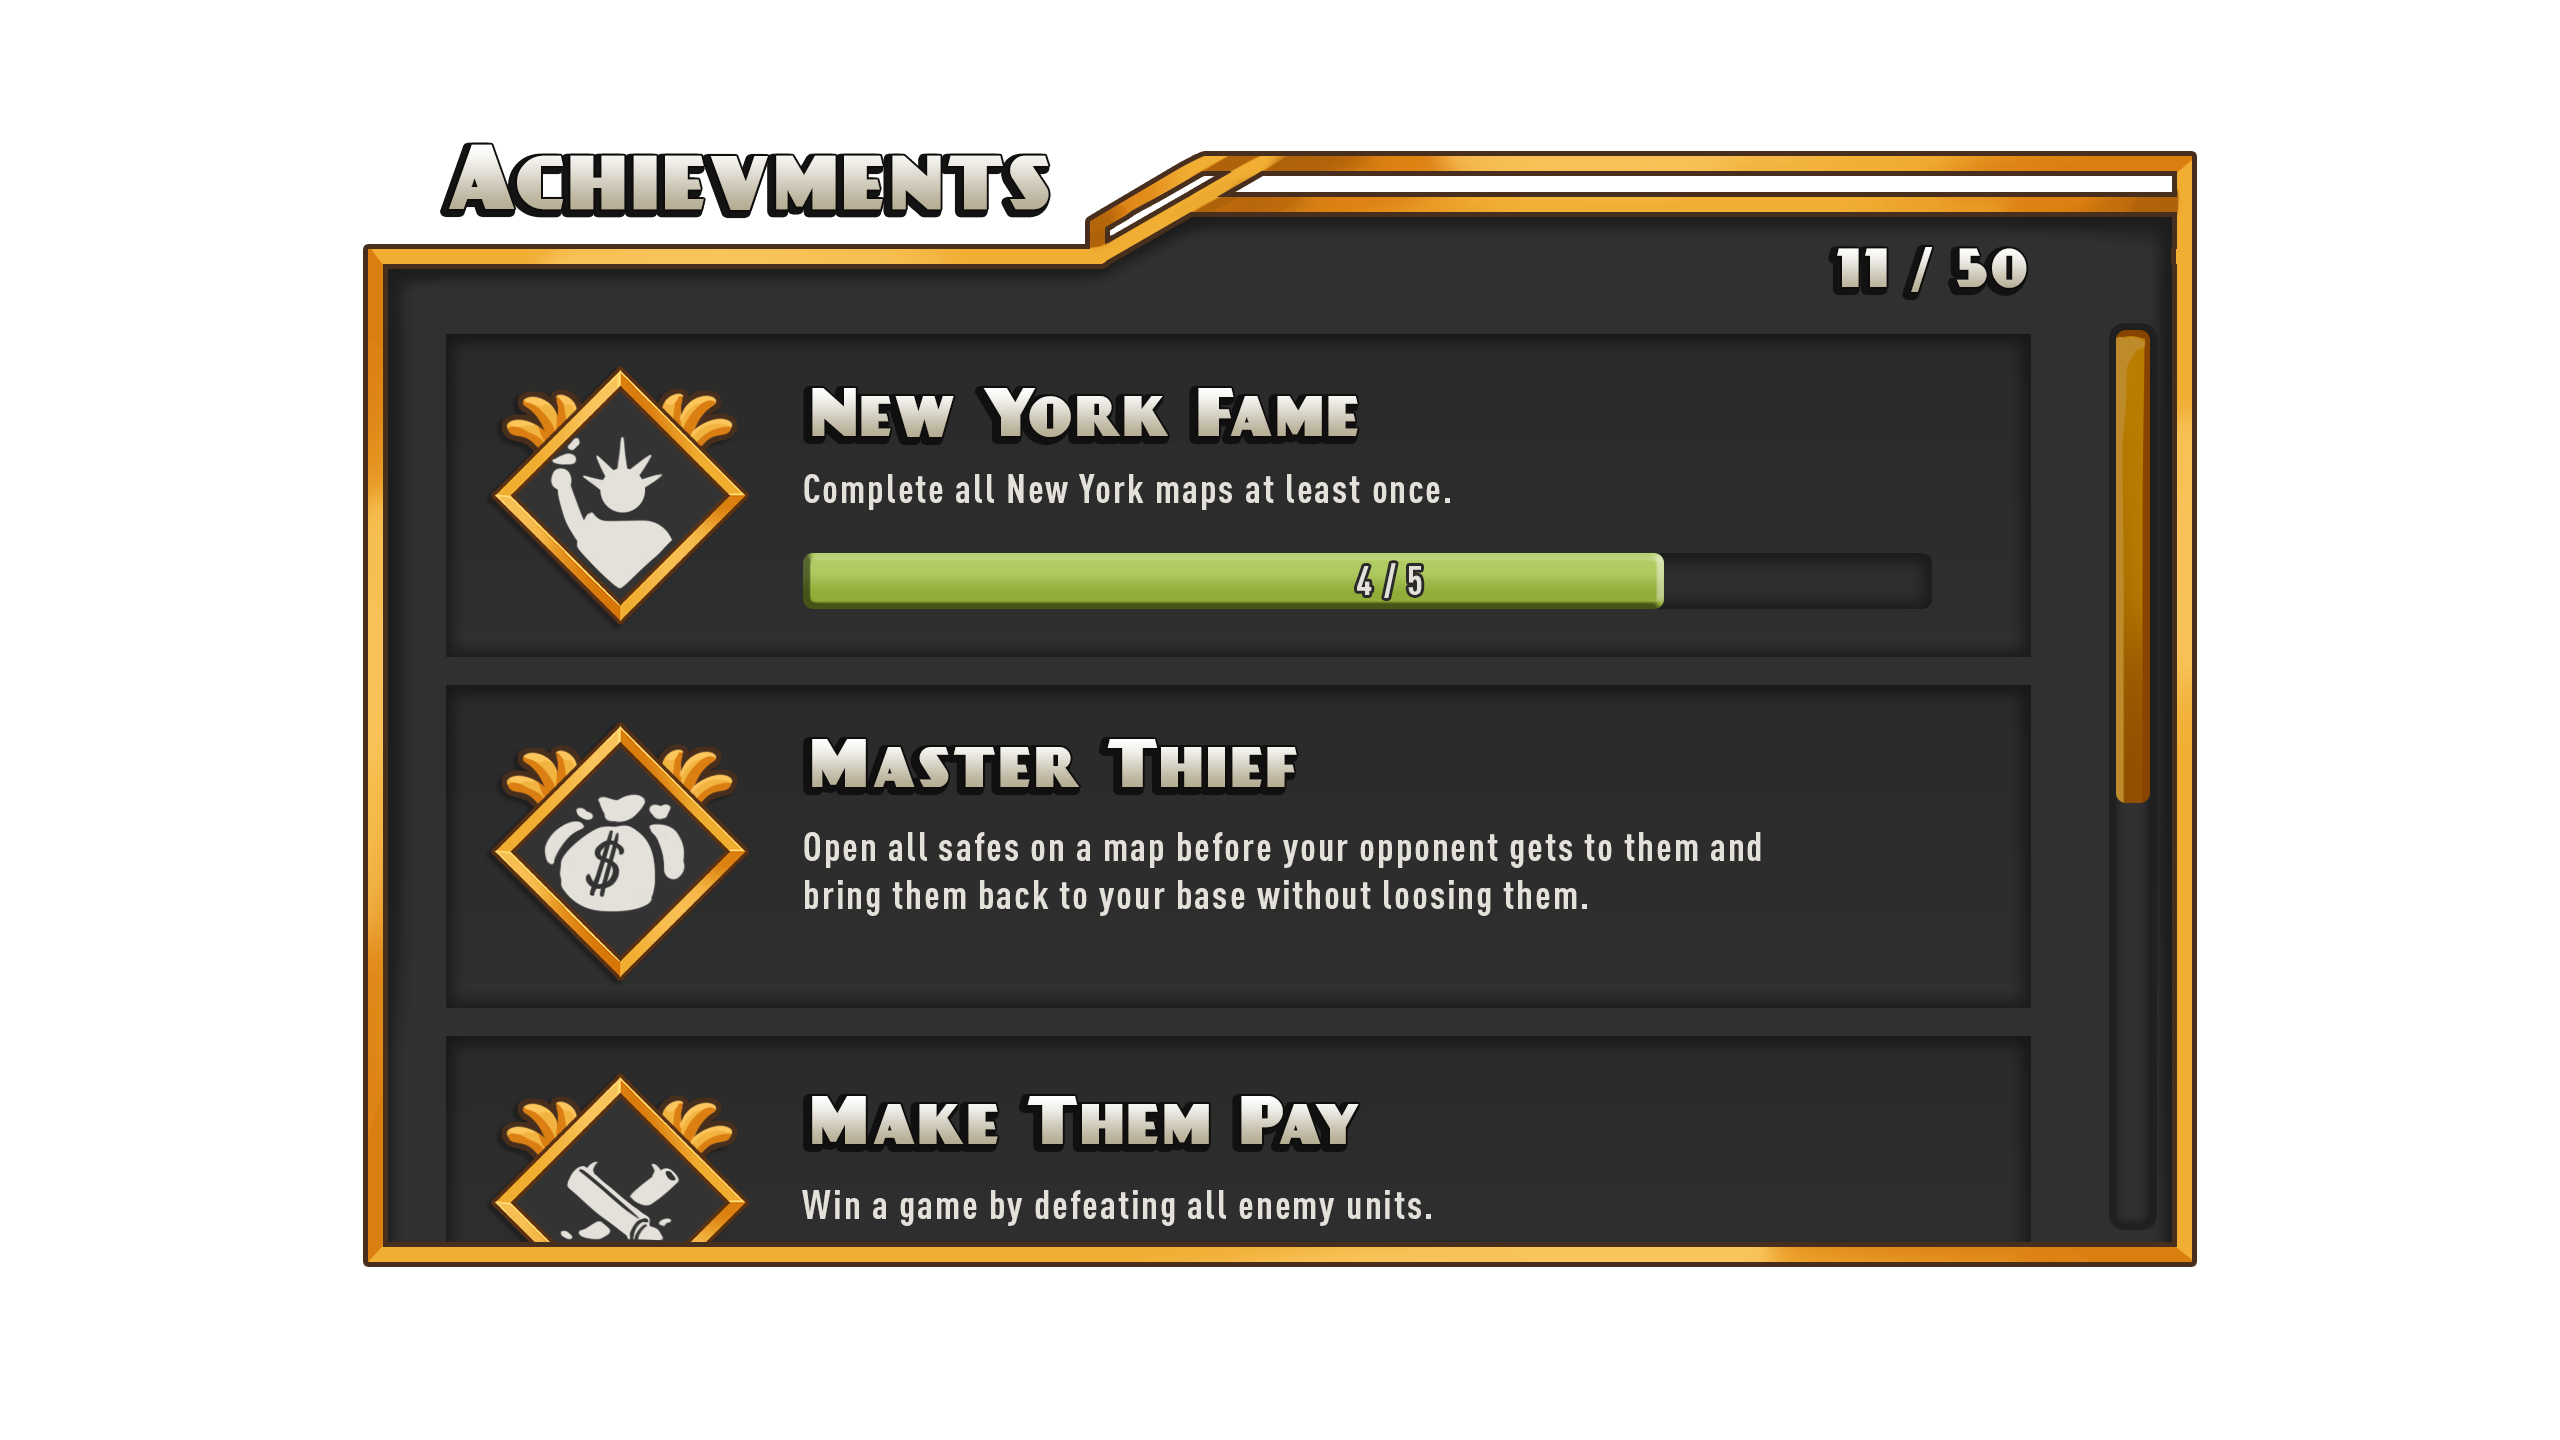 Achievments
11 / 50
New York Fame
Complete all New York maps at least once.
4 / 5
Master Thief
$
Open all safes on a map before your opponent gets to them and
bring them back to your base without loosing them.
Make Them Pay
Win a game by defeating all enemy units.